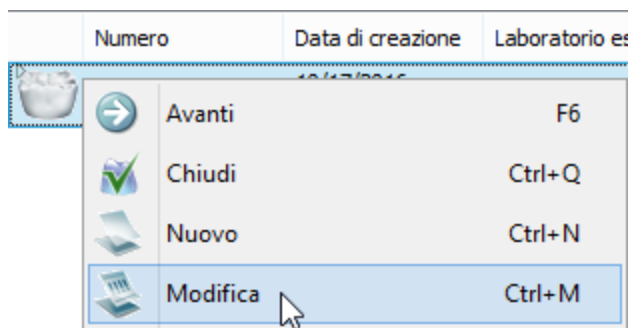 Numero Data di creazione Laboratorio es
Avanti F6
Chiudi Ctrl+Q
Nuovo Ctrl+N
Modifica Ctrl+M